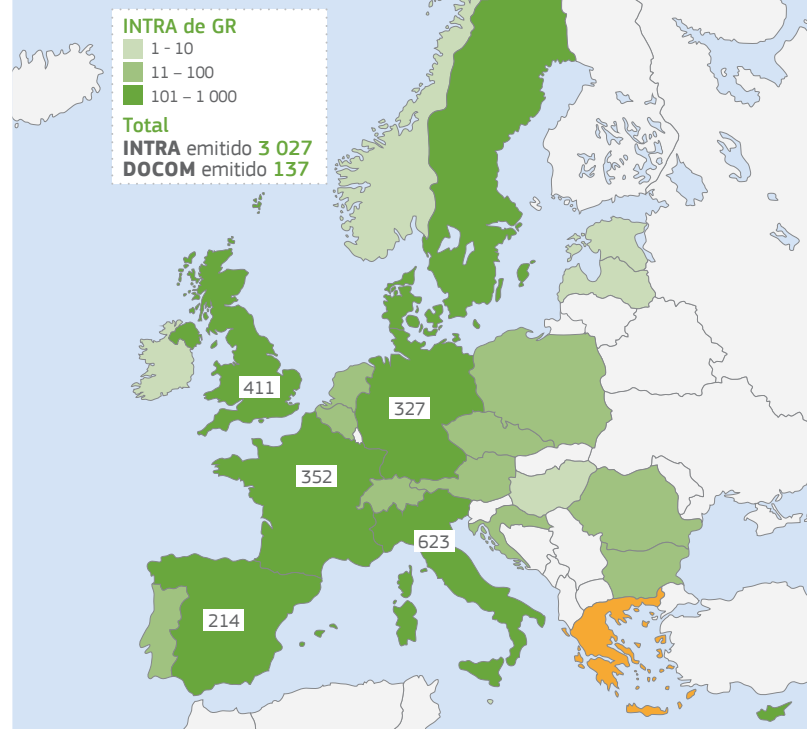 INTRA de GR
1 - 10
11 – 100
101 – 1 000
Total
INTRA emitido 3 027
DOCOM emitido 137
411
327
352
623
214